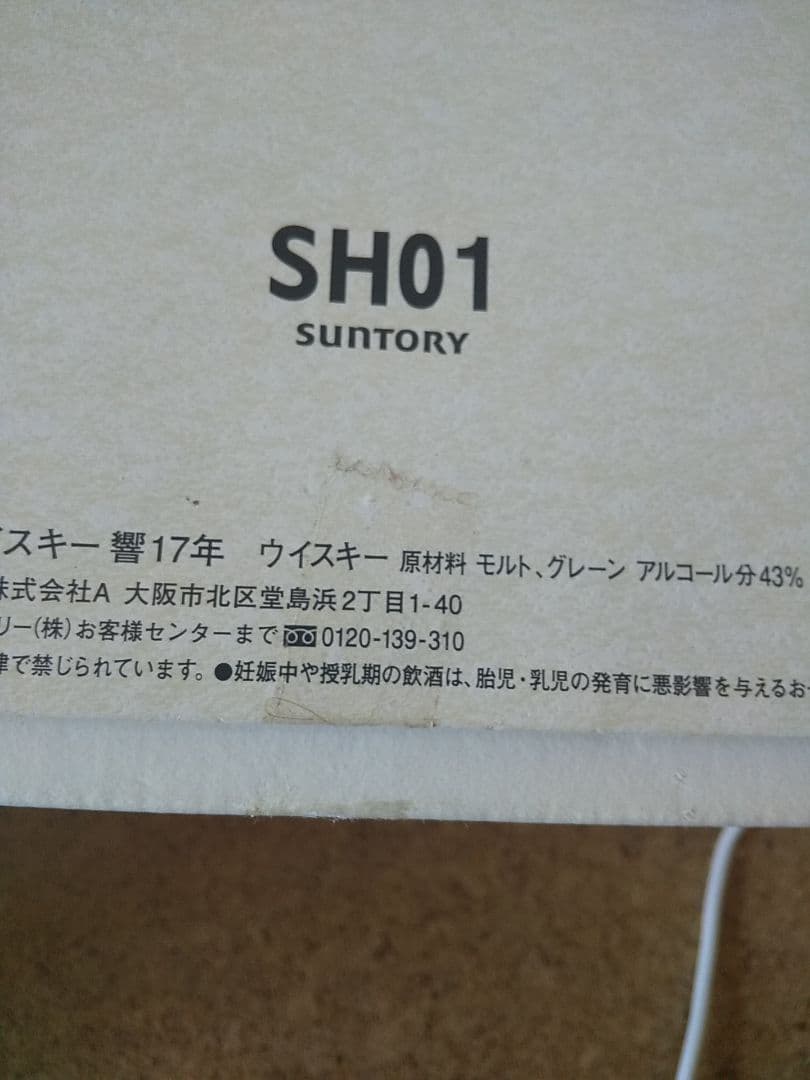 SH01
SUNTORY
イスキー 響17年 ウイスキー 原材料 モルト、グレーン アルコール分43%
株式会社A 大阪市北区堂島浜2丁目1-40
リー(株)お客様センターまで 0120-139-310
律で禁じられています。●妊娠中や授乳期の飲酒は、胎児・乳児の発育に悪影響を与えるお